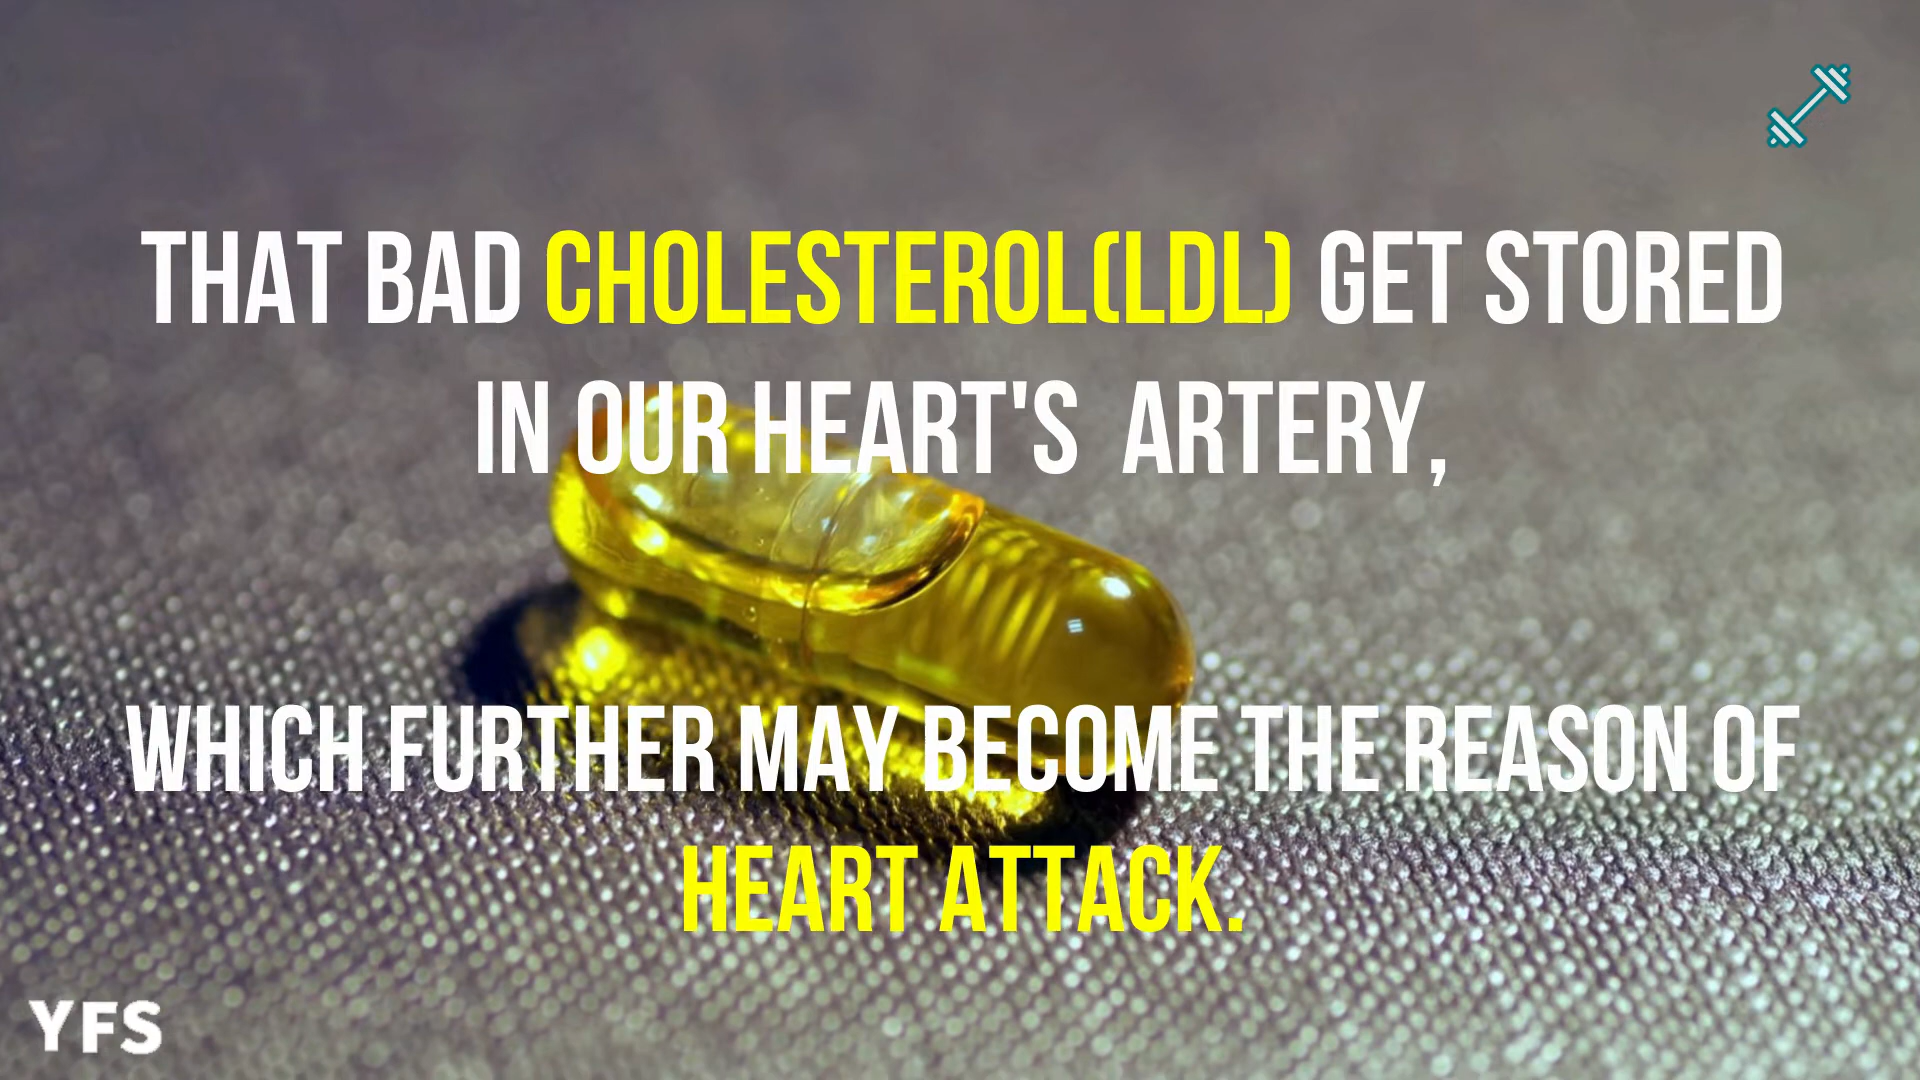 THAT BAD CHOLESTEROL(LDL) GET STORED
IN OUR HEART'S  ARTERY,
WHICH FURTHER MAY BECOME THE REASON OF
HEART ATTACK.
YFS